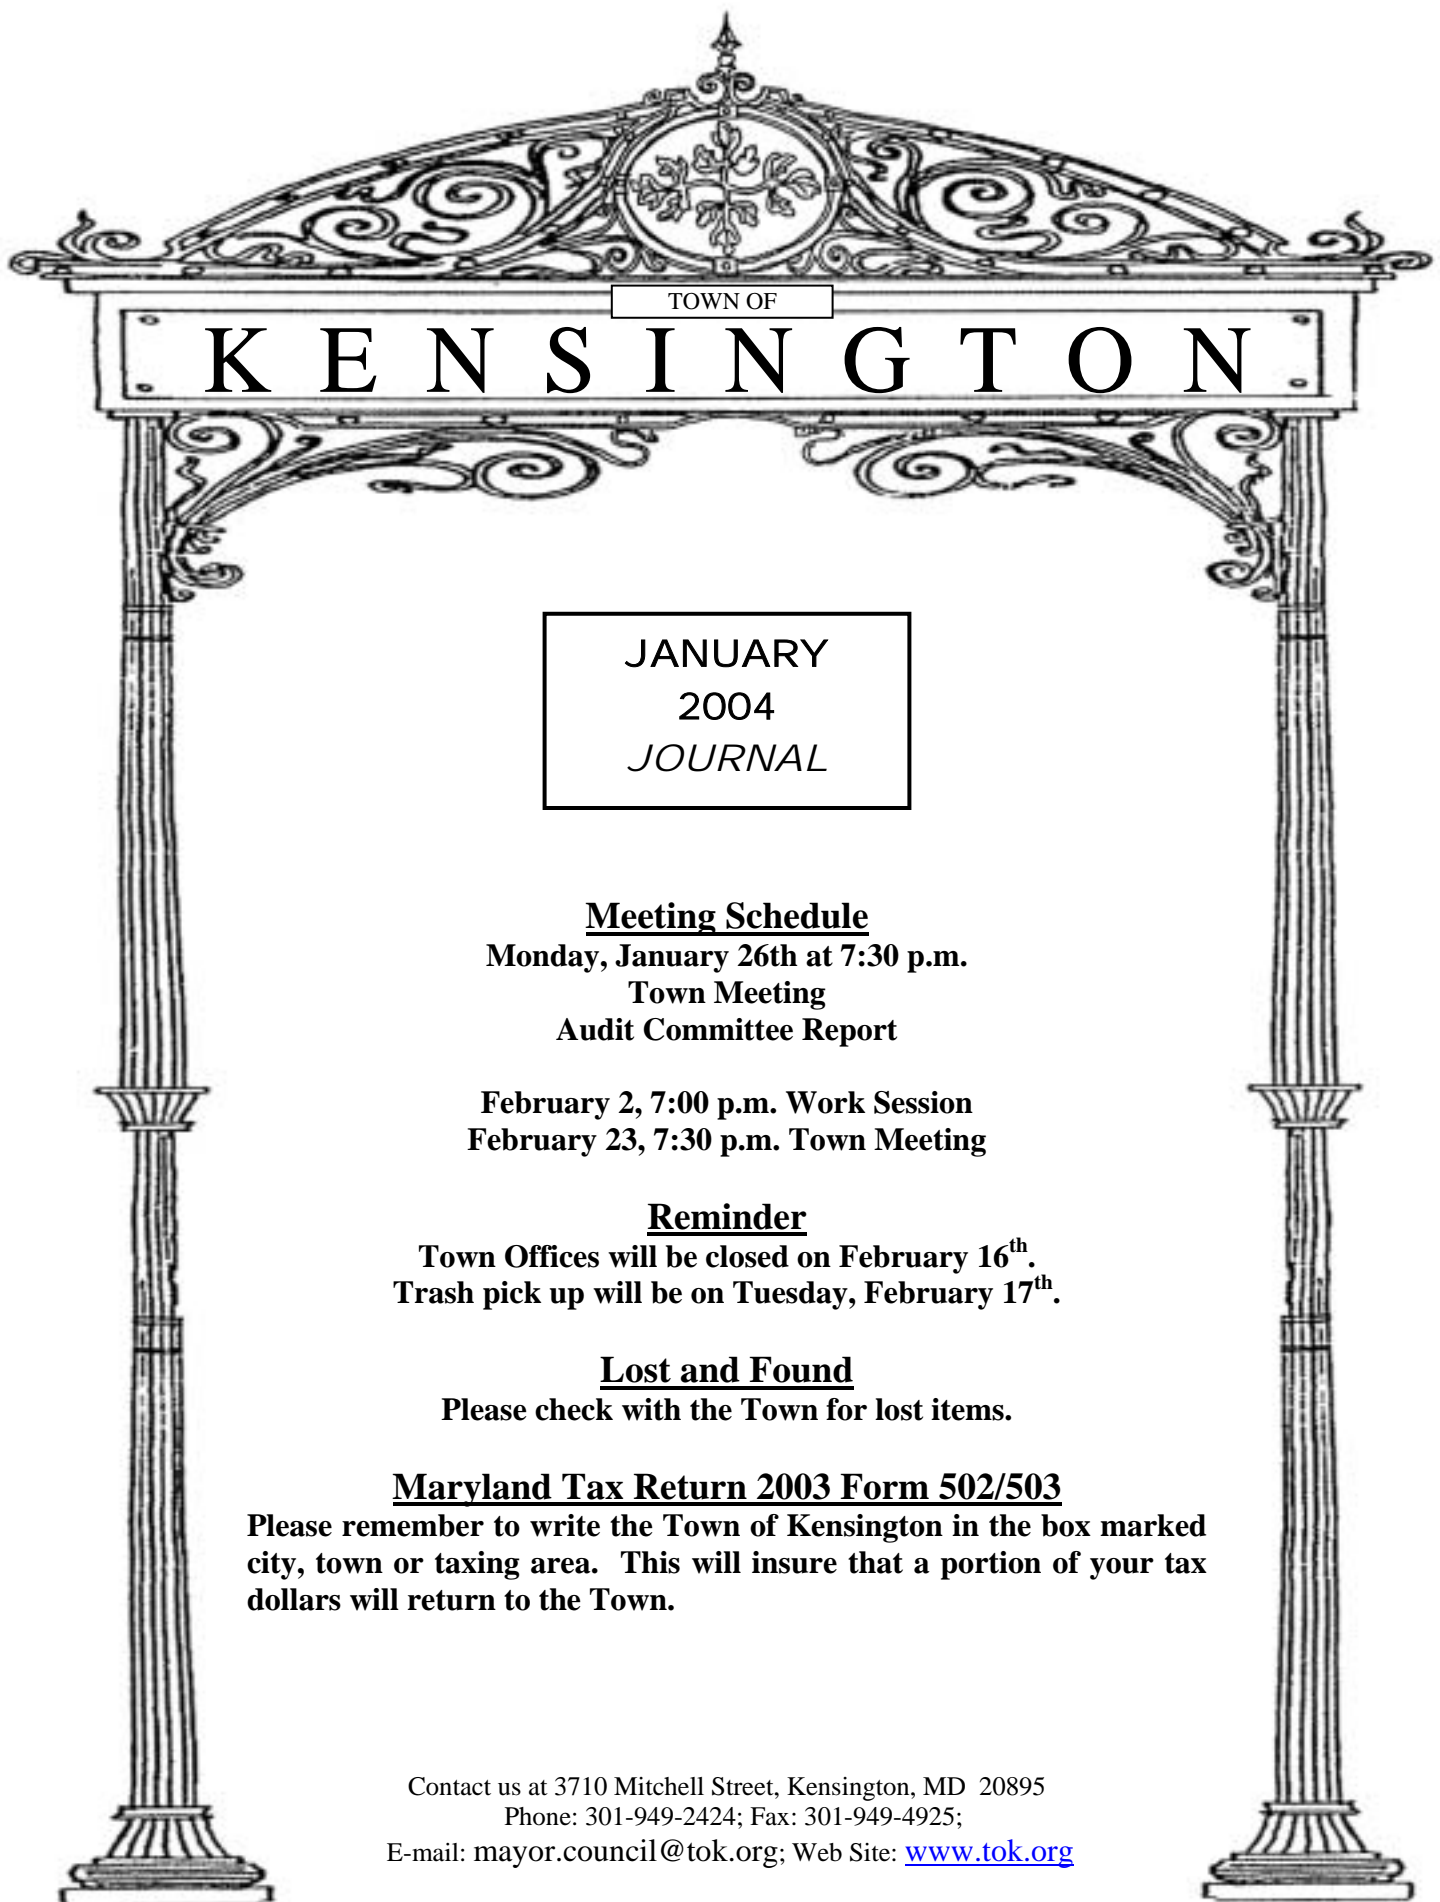 TOWN OF
KENSINGTON
JANUARY
2004
JOURNAL
Meeting Schedule
Monday, January 26th at 7:30 p.m.
Town Meeting
Audit Committee Report
February 2, 7:00 p.m. Work Session
February 23, 7:30 p.m. Town Meeting
Reminder
Town Offices will be closed on February 16th.
Trash pick up will be on Tuesday, February 17th.
Lost and Found
Please check with the Town for lost items.
Maryland Tax Return 2003 Form 502/503
Please remember to write the Town of Kensington in the box marked
city, town or taxing area.  This will insure that a portion of your tax
dollars will return to the Town.
Contact us at 3710 Mitchell Street, Kensington, MD  20895
Phone: 301-949-2424; Fax: 301-949-4925;
E-mail: mayor.council@tok.org; Web Site: www.tok.org